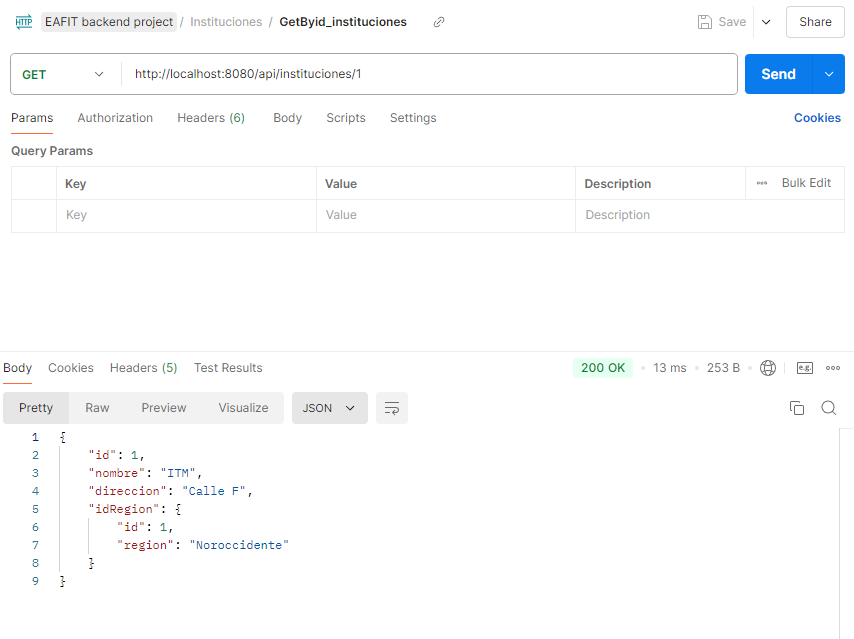 HTTP EAFIT backend project / Instituciones / GetByid_instituciones Save Share
GET http://localhost:8080/api/instituciones/1 Send
Params Authorization Headers (6) Body Scripts Settings Cookies
Query Params
Key Value Description Bulk Edit
Key Value Description
Body Cookies Headers (5) Test Results 200 OK 13 ms 253 B e.g.
Pretty Raw Preview Visualize JSON
1 {
2 "id": 1,
3 "nombre": "ITM",
4 "direccion": "Calle F",
5 "idRegion": {
6 "id": 1,
7 "region": "Noroccidente"
8 }
9 }